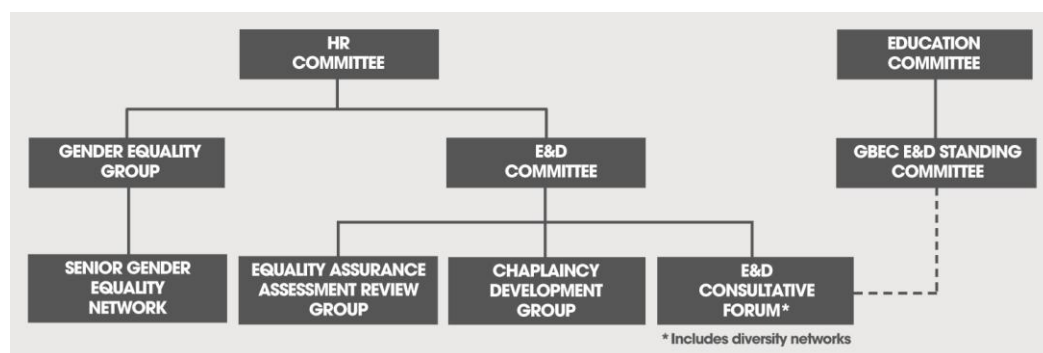 HR
COMMITTEE
EDUCATION
COMMITTEE
GENDER EQUALITY
GROUP
E&D
COMMITTEE
GBEC E&D STANDING
COMMITTEE
SENIOR GENDER
EQUALITY
NETWORK
EQUALITY ASSURANCE
ASSESSMENT REVIEW
GROUP
CHAPLAINCY
DEVELOPMENT
GROUP
E&D
CONSULTATIVE
FORUM*
*Includes diversity networks